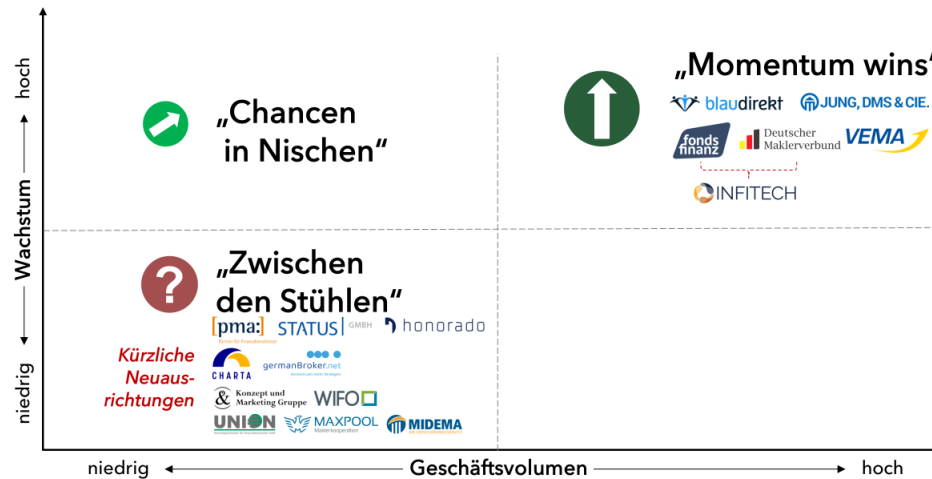 hoch
Wachstum
niedrig
„Chancen
in Nischen“
„Momentum wins“
blaudirekt
JUNG, DMS & CIE.
fonds
finanz
Deutscher
Maklerverbund
VEMA
INFITECH
?
„Zwischen
den Stühlen“
[pma:]
STATUS GMBH
honorado
Kürzliche
Neuaus-
richtungen
CHARTA
germanBroker.net
& Konzept und
Marketing Gruppe
WIFO
UNION
MAXPOOL
Maklerkooperation
MIDEMA
niedrig
Geschäftsvolumen
hoch